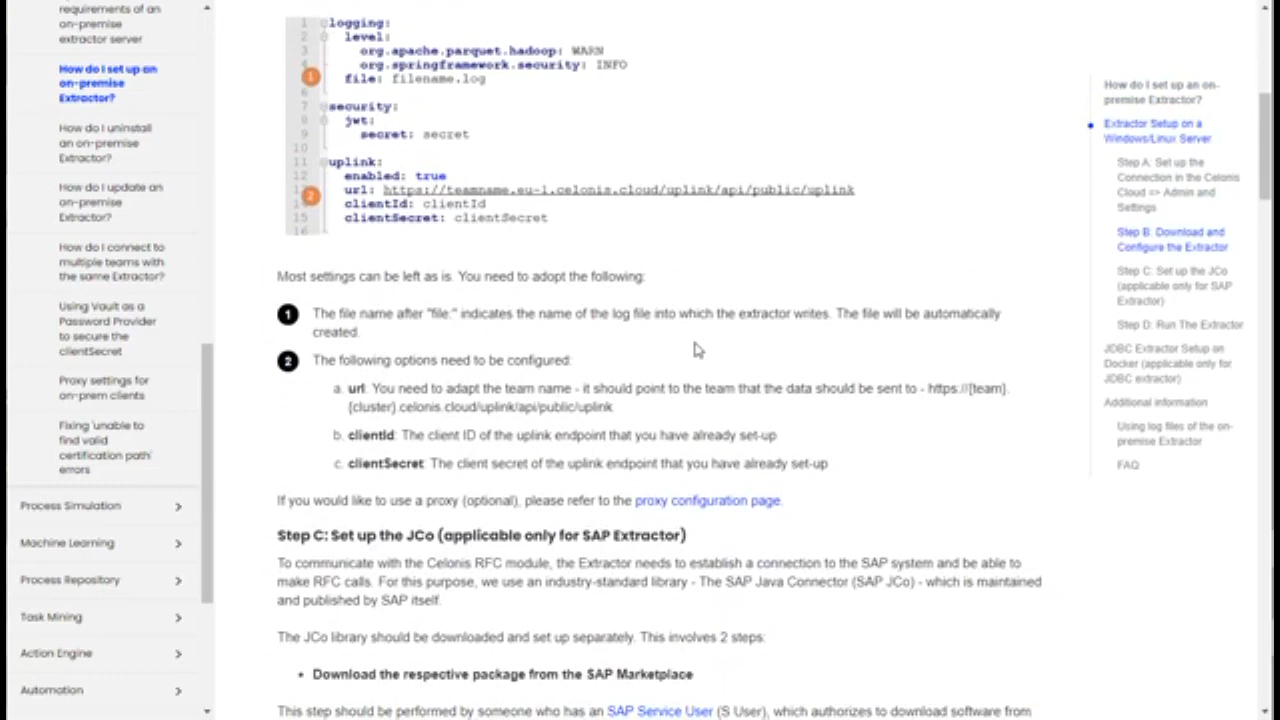 requirements of an
on-premise
extractor server
How do I set up an
on-premise
Extractor?
How do I uninstall
an on-premise
Extractor?
How do I update an
on-premise
Extractor?
How do I connect to
multiple teams with
the same Extractor?
Using Vault as a
Password Provider
to secure the
clientSecret
Proxy settings for
on-prem clients
Fixing 'unable to
find valid
certification path'
errors
Process Simulation
Machine Learning
Process Repository
Task Mining
Action Engine
Automation
1 logging:
2 level:
3 org.apache.parquet.hadoop: WARN
4 org.springframework.security: INFO
1 file: filename.log
6
7 security:
8 jwt:
9 secret: secret
10
11 uplink:
12 enabled: true
2 url: https://teamname.eu-1.celonis.cloud/uplink/api/public/uplink
clientId: clientId
15 clientSecret: clientSecret
16
Most settings can be left as is. You need to adopt the following:
1 The file name after "file:" indicates the name of the log file into which the extractor writes. The file will be automatically
created.
2 The following options need to be configured:
a. url: You need to adapt the team name - it should point to the team that the data should be sent to - https://[team].
{cluster}.celonis.cloud/uplink/api/public/uplink
b. clientId: The client ID of the uplink endpoint that you have already set-up
c. clientSecret: The client secret of the uplink endpoint that you have already set-up
If you would like to use a proxy (optional), please refer to the proxy configuration page.
Step C: Set up the JCo (applicable only for SAP Extractor)
To communicate with the Celonis RFC module, the Extractor needs to establish a connection to the SAP system and be able to
make RFC calls. For this purpose, we use an industry-standard library - The SAP Java Connector (SAP JCo) - which is maintained
and published by SAP itself.
The JCo library should be downloaded and set up separately. This involves 2 steps:
• Download the respective package from the SAP Marketplace
This step should be performed by someone who has an SAP Service User (S User), which authorizes to download software from
How do I set up an on-
premise Extractor?
Extractor Setup on a
Windows/Linux Server
Step A: Set up the
Connection in the Celonis
Cloud => Admin and
Settings
Step B: Download and
Configure the Extractor
Step C: Set up the JCo
(applicable only for SAP
Extractor)
Step D: Run The Extractor
JDBC Extractor Setup on
Docker (applicable only for
JDBC extractor)
Additional information
Using log files of the on-
premise Extractor
FAQ